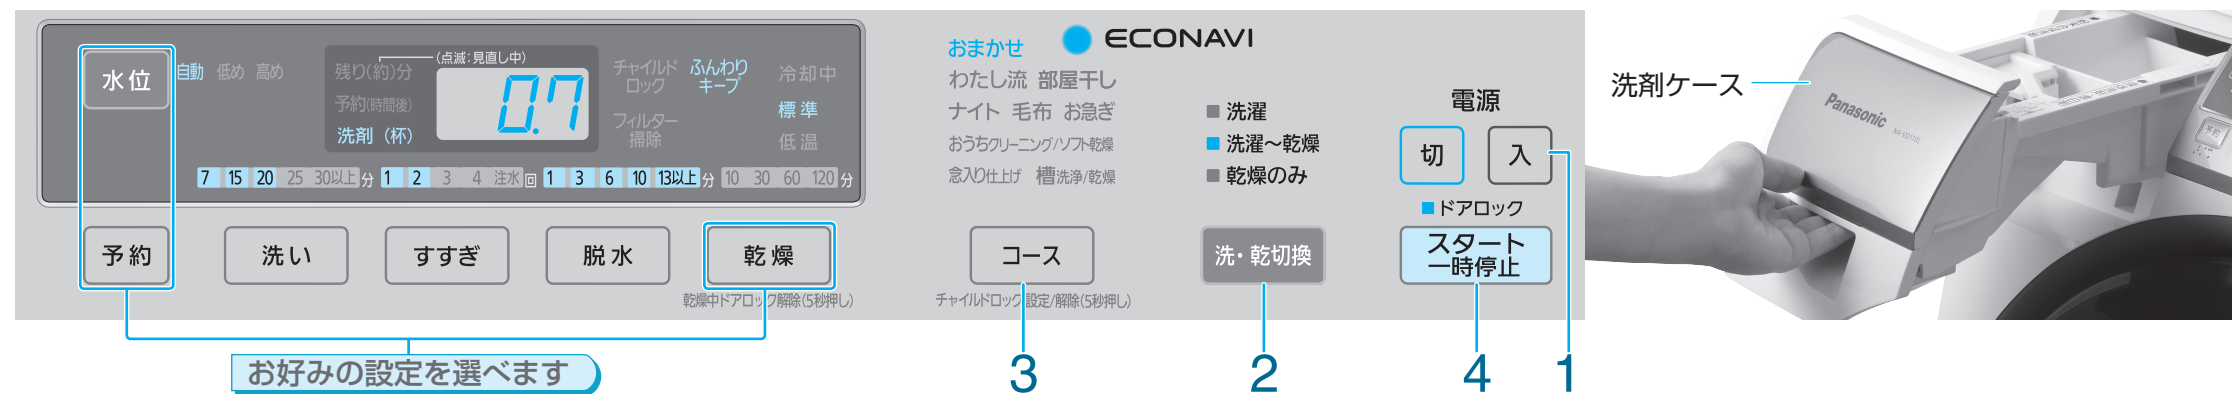 水位
自動 低め 高め
残り(約)分
(点滅:見直し中)
予約(時間後)
洗剤(杯)
0.7
チャイルド
ロック
ふんわり
キープ
フィルター
掃除
冷却中
標準
低温
7 15 20 25 30以上 分 1 2 3 4 注水 回 1 3 6 10 13以上 分 10 30 60 120 分
予約
洗い
すすぎ
脱水
乾燥
乾燥中ドアロック解除(5秒押し)
お好みの設定を選べます
おまかせ
ECONAVI
わたし流 部屋干し
ナイト 毛布 お急ぎ
おうちクリーニング/ソフト乾燥
念入り仕上げ 槽洗浄/乾燥
コース
チャイルドロック設定/解除(5秒押し)
3
洗濯
洗濯～乾燥
乾燥のみ
洗・乾切換
2
電源
切
入
ドアロック
スタート
一時停止
4
1
洗剤ケース
Panasonic
予約